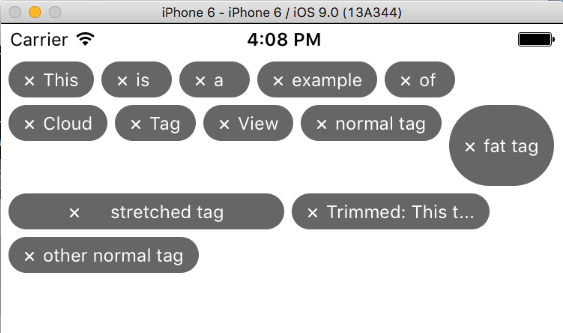 iPhone 6 - iPhone 6 / iOS 9.0 (13A344)
Carrier 4:08 PM
× This × is × a × example × of
× Cloud × Tag × View × normal tag × fat tag
× stretched tag × Trimmed: This t...
× other normal tag